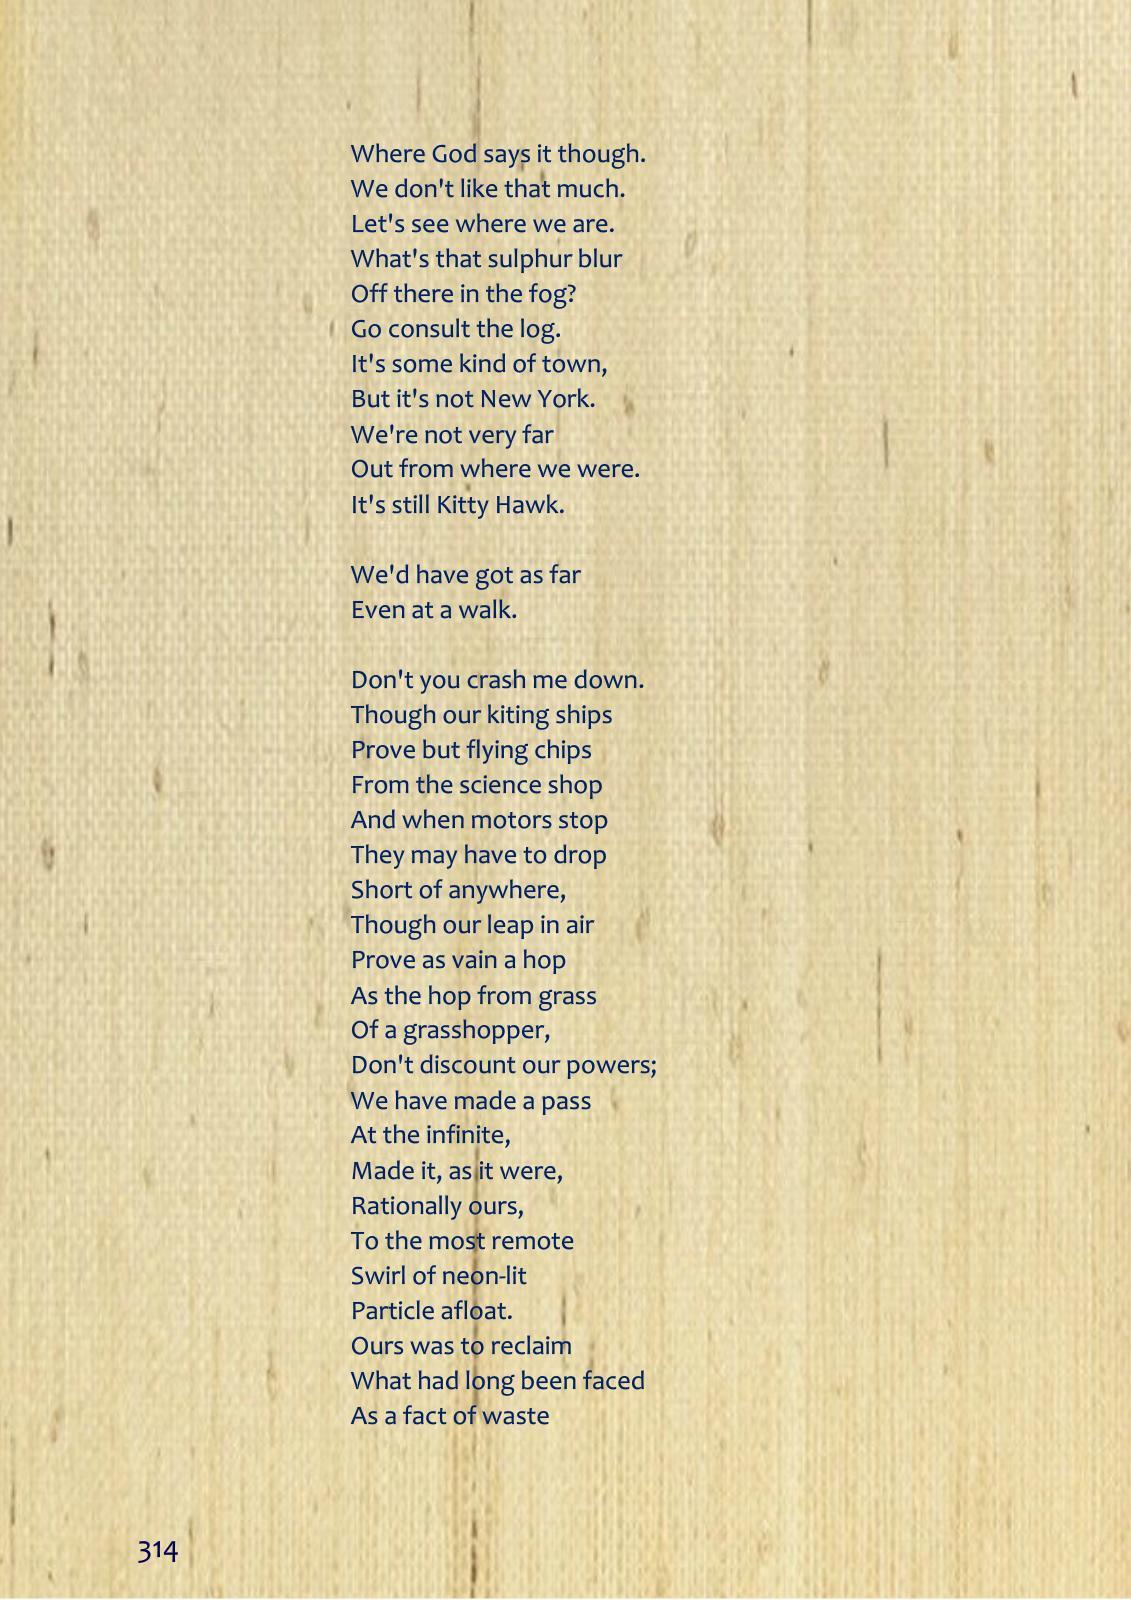 Where God says it though.
We don't like that much.
Let's see where we are.
What's that sulphur blur
Off there in the fog?
Go consult the log.
It's some kind of town,
But it's not New York.
We're not very far
Out from where we were.
It's still Kitty Hawk.
We'd have got as far
Even at a walk.
Don't you crash me down.
Though our kiting ships
Prove but flying chips
From the science shop
And when motors stop
They may have to drop
Short of anywhere,
Though our leap in air
Prove as vain a hop
As the hop from grass
Of a grasshopper,
Don't discount our powers;
We have made a pass
At the infinite,
Made it, as it were,
Rationally ours,
To the most remote
Swirl of neon-lit
Particle afloat.
Ours was to reclaim
What had long been faced
As a fact of waste
314